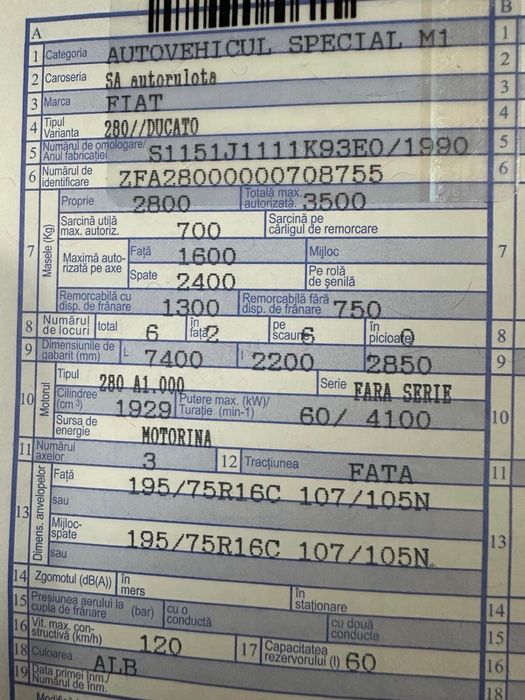 A
B
1 Categoria AUTOVEHICUL SPECIAL M1 1
2 Caroseria SA autorulota 2
3 Marca FIAT 3
4 Tipul Varianta 280//DUCATO 4
5 Numărul de omologare/ Anul fabricației S1151J1111K93E0/1990 5
6 Numărul de identificare ZFA28000000708755 6
7 Masele (Kg) Proprie 2800 Totală max. autorizată. 3500 7
Sarcină utilă max. autoriz. 700 Sarcină pe cârligul de remorcare
Maximă autorizată pe axe Față 1600 Mijloc
Spate 2400 Pe rolă de șenilă
Remorcabilă cu disp. de frânare 1300 Remorcabilă fără disp. de frânare 750
8 Numărul de locuri total 6 în față 2 pe scaun 6 în picioare 0 8
9 Dimensiunile de gabarit (mm) L 7400 l 2200 2850 9
10 Motorul Tipul 280 A1.000 Serie FARA SERIE 10
Cilindree (cm³) 1929 Putere max. (kW)/ Turație (min-1) 60/ 4100
Sursa de energie MOTORINA
11 Numărul axelor 3 12 Tracțiunea FATA 11
13 Dimens. anvelopelor Față 195/75R16C 107/105N 13
sau
Mijloc-spate 195/75R16C 107/105N
sau
14 Zgomotul (dB(A)) în mers în staționare 14
15 Presiunea aerului la cupla de frânare (bar) cu o conductă cu două conducte 15
16 Vit. max. constructivă (km/h) 120 17 Capacitatea rezervorului (l) 60 16
18 Culoarea ALB 18
19 Data primei înm./ Numărul de înm.